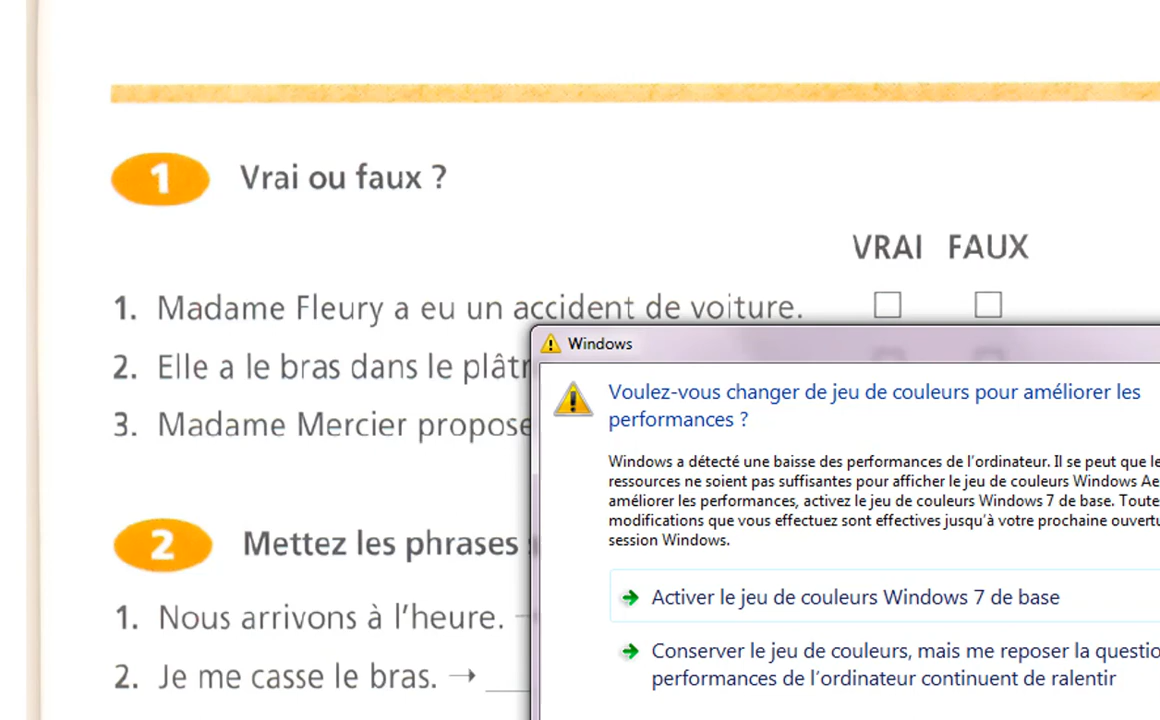 1 Vrai ou faux ?
VRAI FAUX
1. Madame Fleury a eu un accident de voiture.
2. Elle a le bras dans le plâtr
3. Madame Mercier propose
2 Mettez les phrases
1. Nous arrivons à l'heure. →
2. Je me casse le bras. →
Windows
Voulez-vous changer de jeu de couleurs pour améliorer les
performances ?
Windows a détecté une baisse des performances de l'ordinateur. Il se peut que le
ressources ne soient pas suffisantes pour afficher le jeu de couleurs Windows Ae
améliorer les performances, activez le jeu de couleurs Windows 7 de base. Toute
modifications que vous effectuez sont effectives jusqu'à votre prochaine ouvertu
session Windows.
Activer le jeu de couleurs Windows 7 de base
Conserver le jeu de couleurs, mais me reposer la questio
performances de l'ordinateur continuent de ralentir